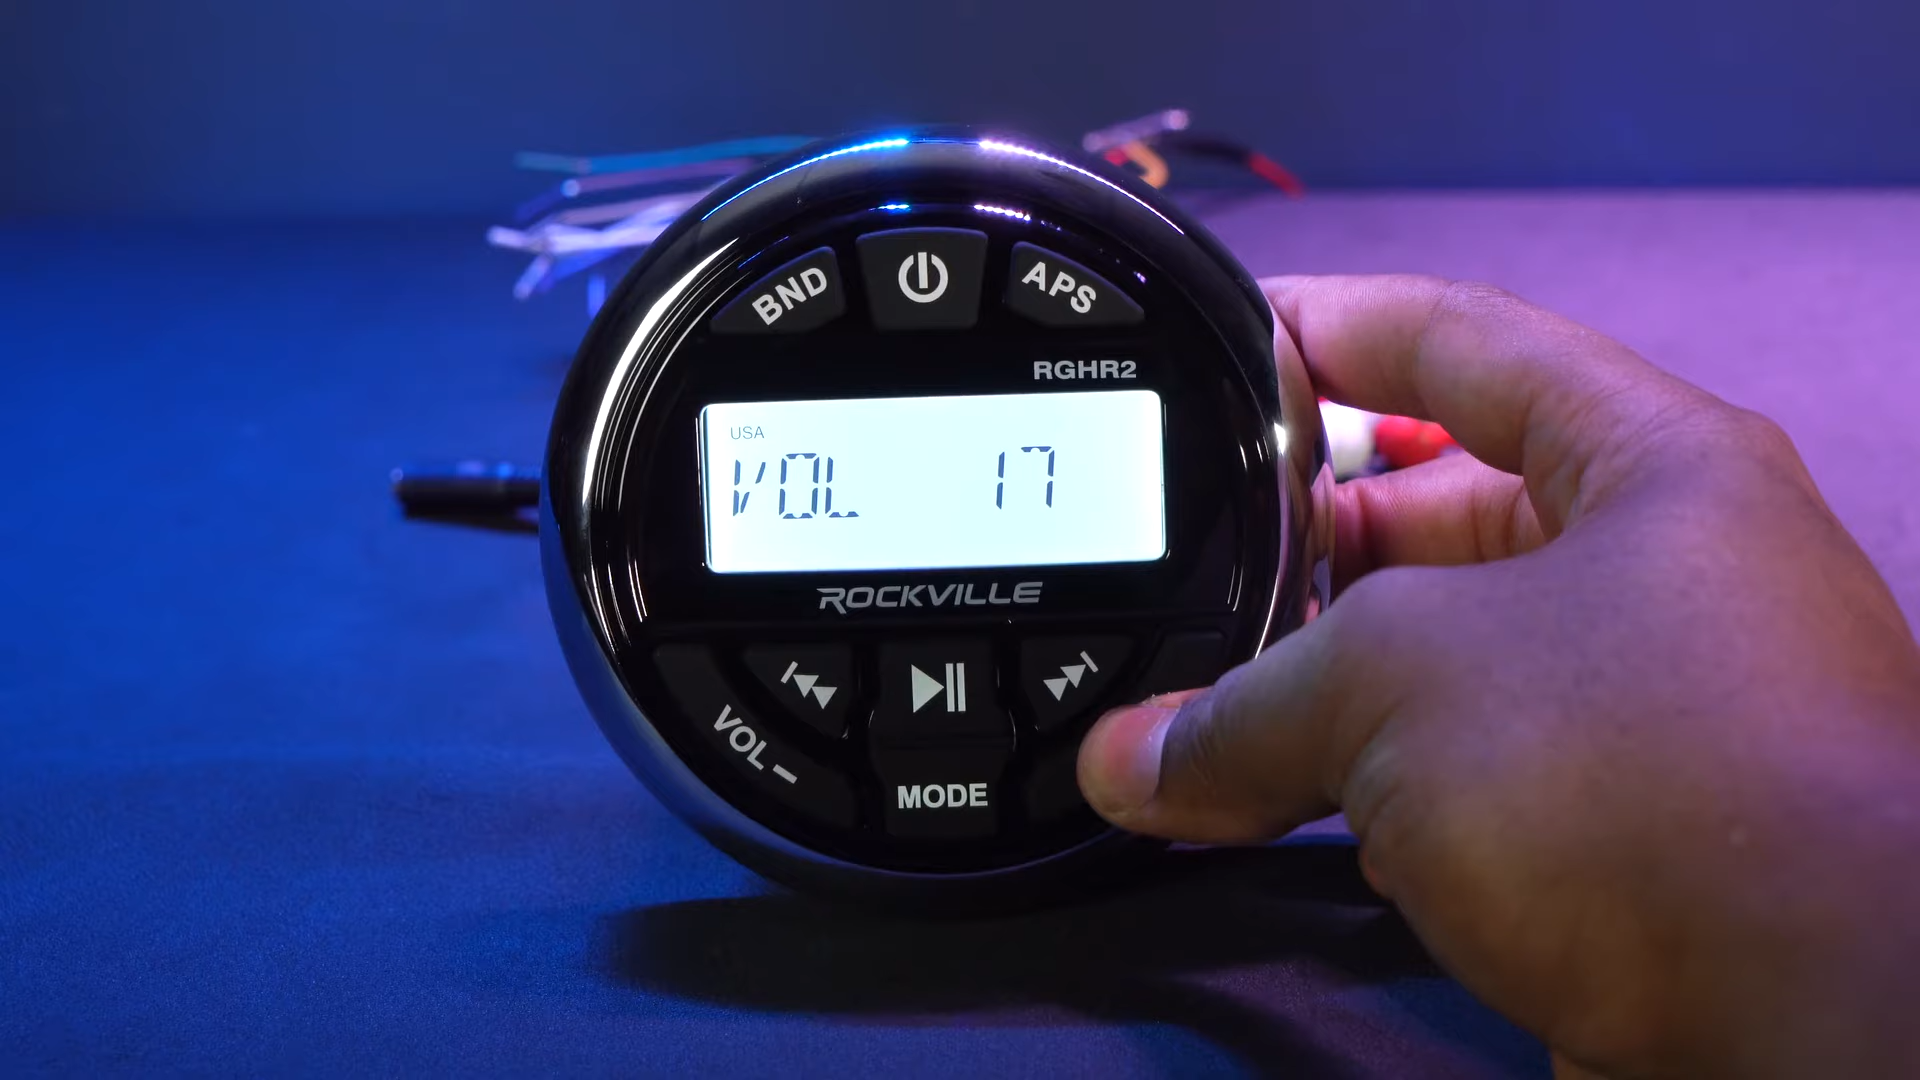 BND
APS
RGHR2
USA
VOL 17
ROCKVILLE
VOL –
MODE